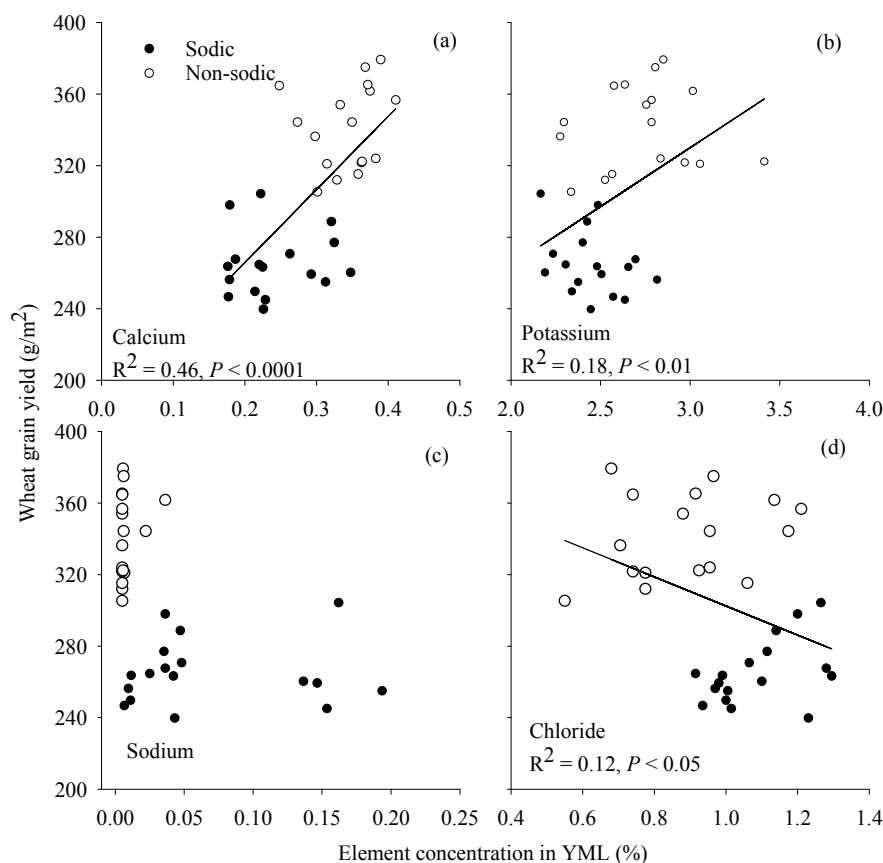 400
360
320
280
240
200
(a)
Sodic
Non-sodic
Calcium
R² = 0.46, P < 0.0001
0.0 0.1 0.2 0.3 0.4 0.5
(b)
Potassium
R² = 0.18, P < 0.01
2.0 2.5 3.0 3.5 4.0
Wheat grain yield (g/m²)
400
360
320
280
240
200
(c)
Sodium
0.00 0.05 0.10 0.15 0.20 0.25
(d)
Chloride
R² = 0.12, P < 0.05
0.4 0.6 0.8 1.0 1.2 1.4
Element concentration in YML (%)